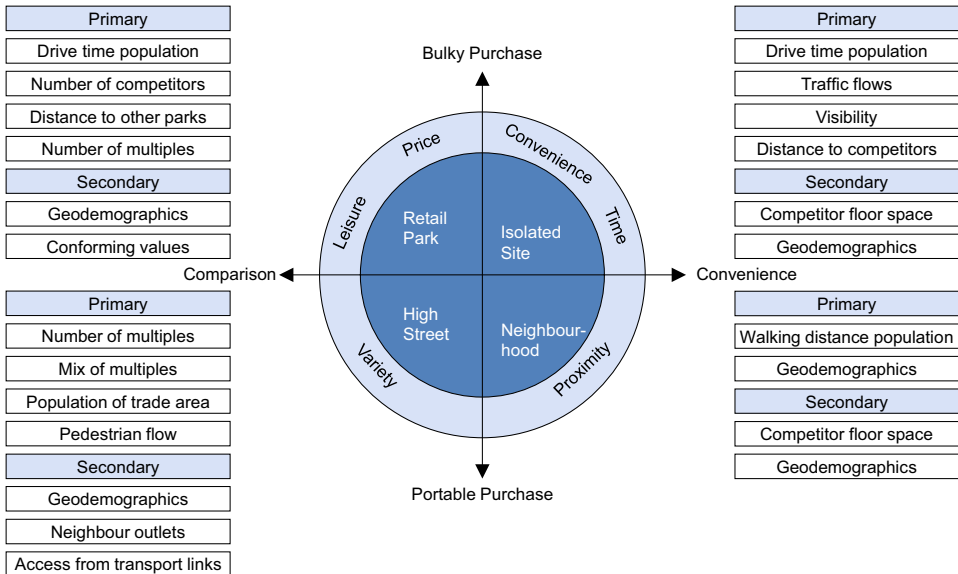 Primary
Drive time population
Number of competitors
Distance to other parks
Number of multiples
Secondary
Geodemographics
Conforming values
Primary
Number of multiples
Mix of multiples
Population of trade area
Pedestrian flow
Secondary
Geodemographics
Neighbour outlets
Access from transport links
Bulky Purchase
Price
Convenience
Leisure
Time
Retail
Park
Isolated
Site
Comparison
Convenience
High
Street
Neighbour-
hood
Variety
Proximity
Portable Purchase
Primary
Drive time population
Traffic flows
Visibility
Distance to competitors
Secondary
Competitor floor space
Geodemographics
Primary
Walking distance population
Geodemographics
Secondary
Competitor floor space
Geodemographics